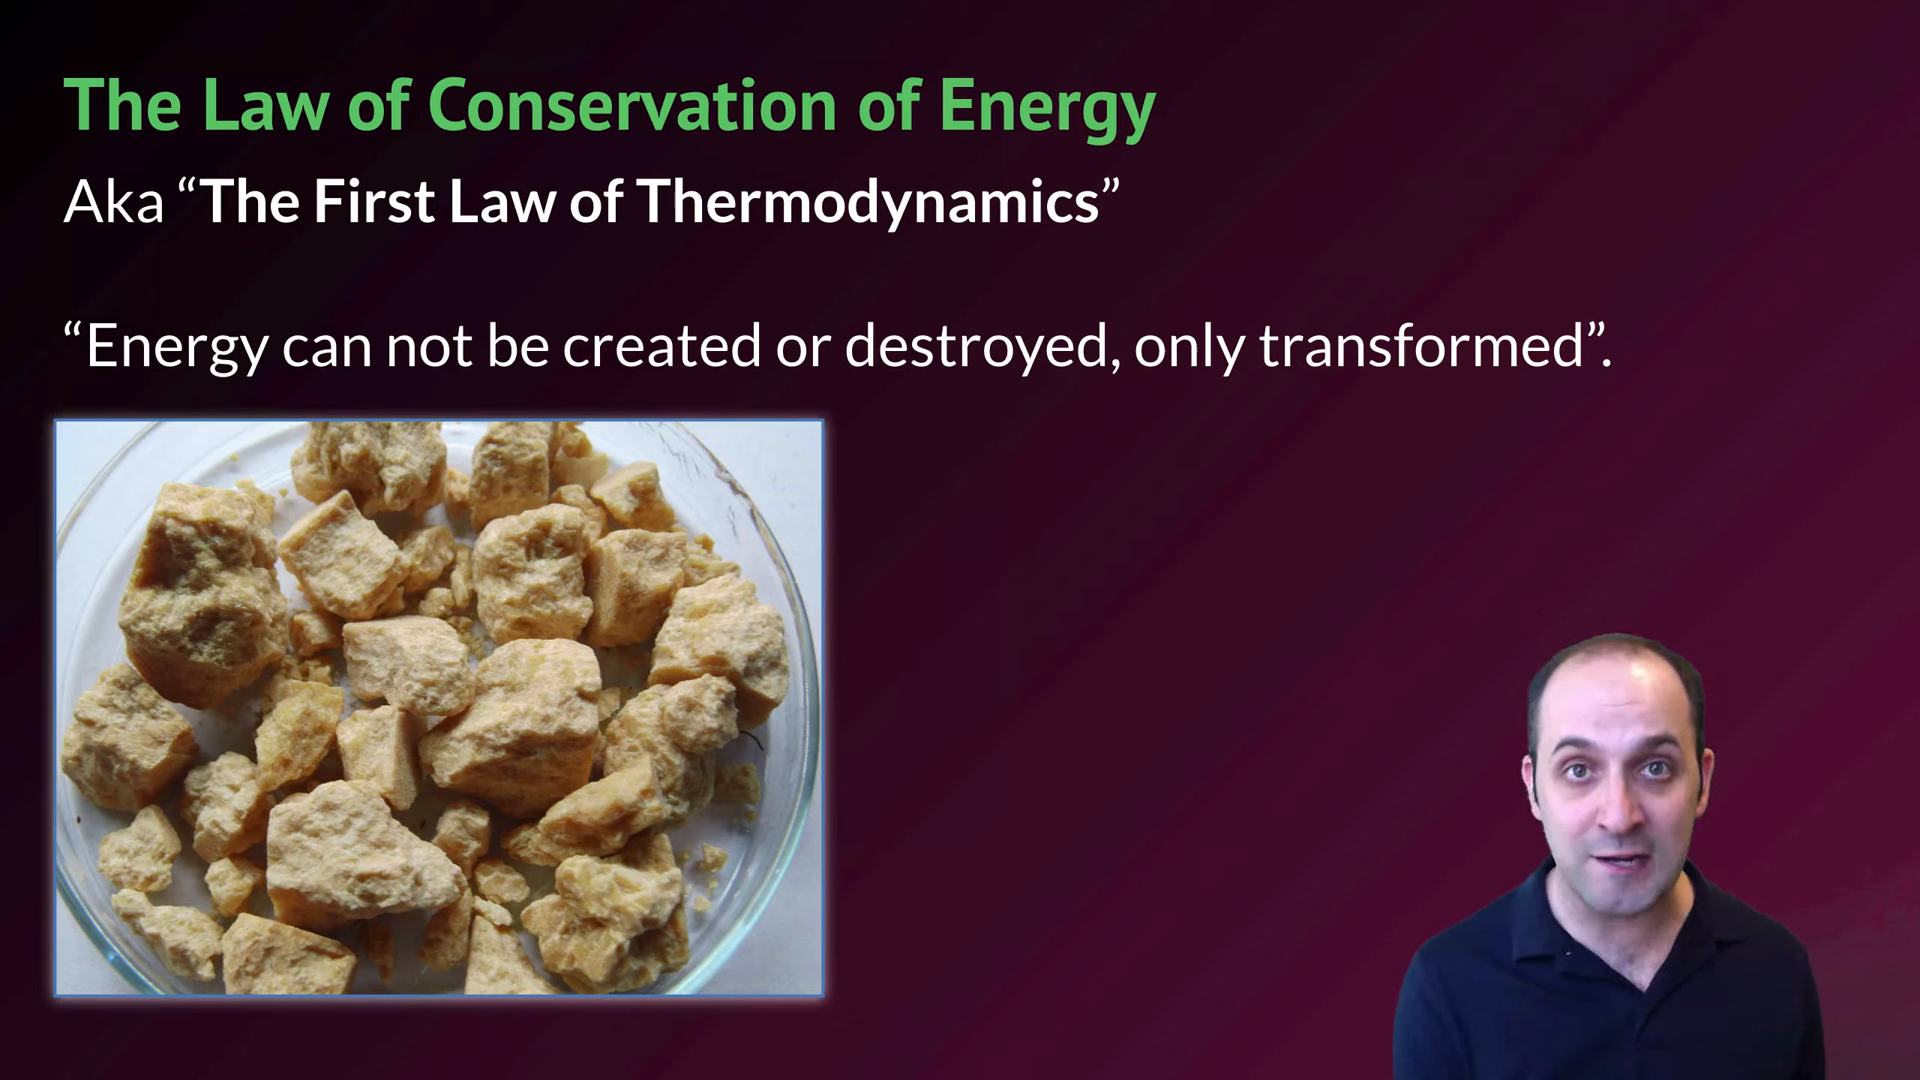 The Law of Conservation of Energy
Aka “The First Law of Thermodynamics”
“Energy can not be created or destroyed, only transformed”.